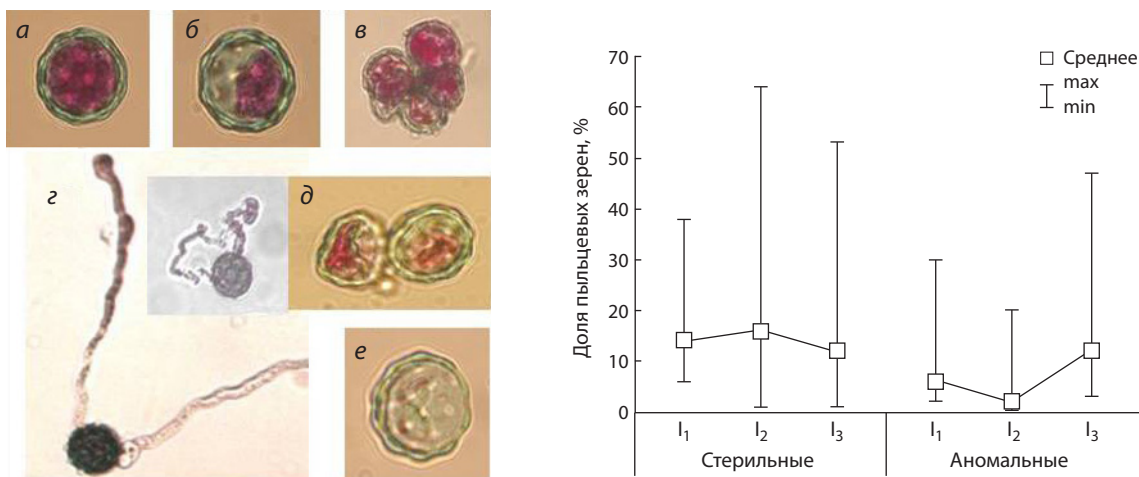 а
б
в
г
д
е
Доля пыльцевых зерен, %
70
60
50
40
30
20
10
0
Среднее
max
min
I₁ I₂ I₃ I₁ I₂ I₃
Стерильные Аномальные